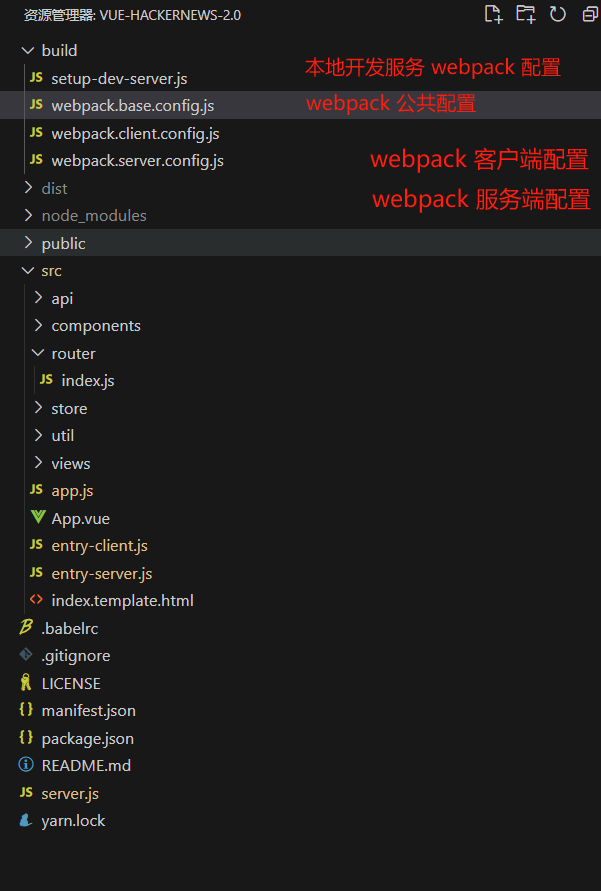 资源管理器: VUE-HACKERNEWS-2.0
build
JS setup-dev-server.js 本地开发服务 webpack 配置
JS webpack.base.config.js webpack 公共配置
JS webpack.client.config.js
JS webpack.server.config.js webpack 客户端配置
dist webpack 服务端配置
node_modules
public
src
api
components
router
JS index.js
store
util
views
JS app.js
App.vue
JS entry-client.js
JS entry-server.js
<> index.template.html
B .babelrc
.gitignore
LICENSE
{} manifest.json
{} package.json
README.md
JS server.js
yarn.lock